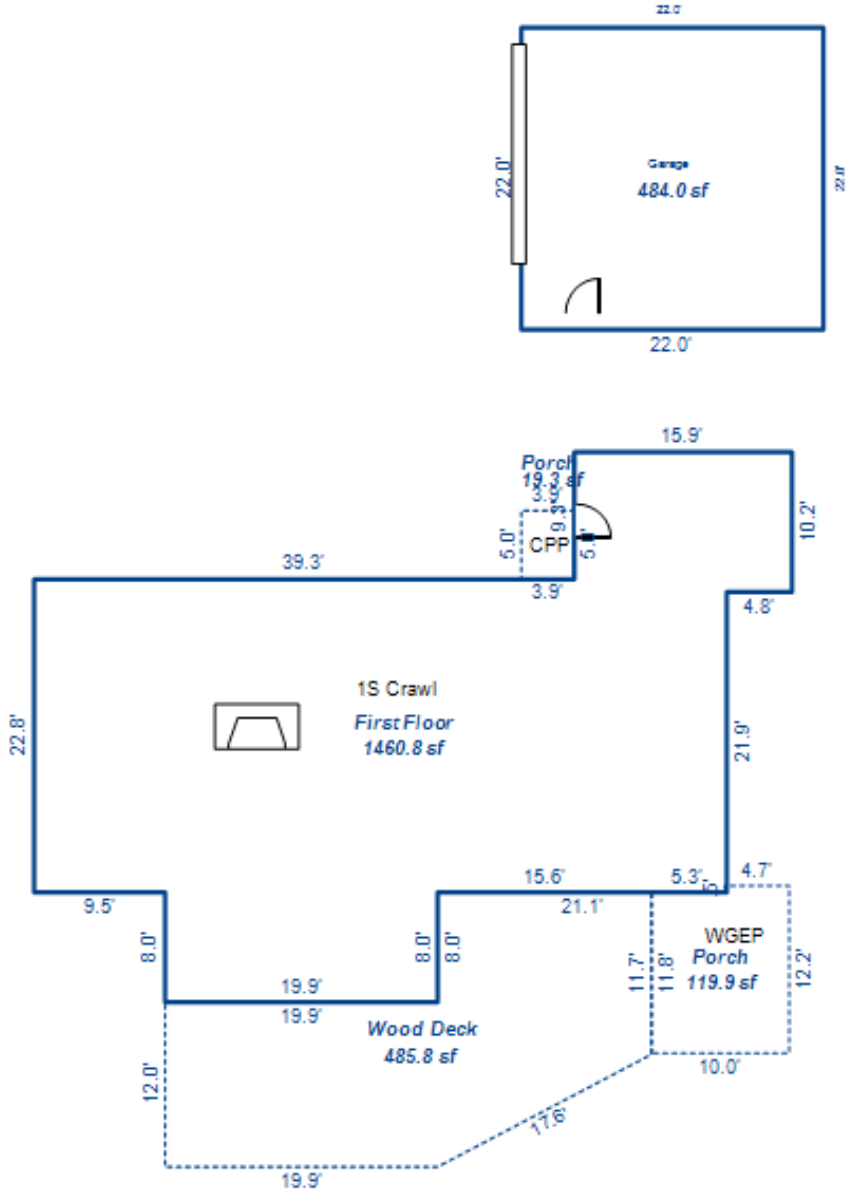 22.0'
22.0'
Garage
484.0 sf
22.0'
22.0'
15.9'
Porch
19.3 sf
3.9'
9.3'
10.2'
5.0'
CPP
5.0'
39.3'
3.9'
4.8'
1S Crawl
First Floor
1460.8 sf
22.8'
21.9'
15.6'
5.3'
4.7'
9.5'
21.1'
8.0'
8.0'
8.0'
WGEP
Porch
119.9 sf
11.7'
11.8'
12.2'
19.9'
19.9'
Wood Deck
485.8 sf
10.0'
12.0'
17.6'
19.9'